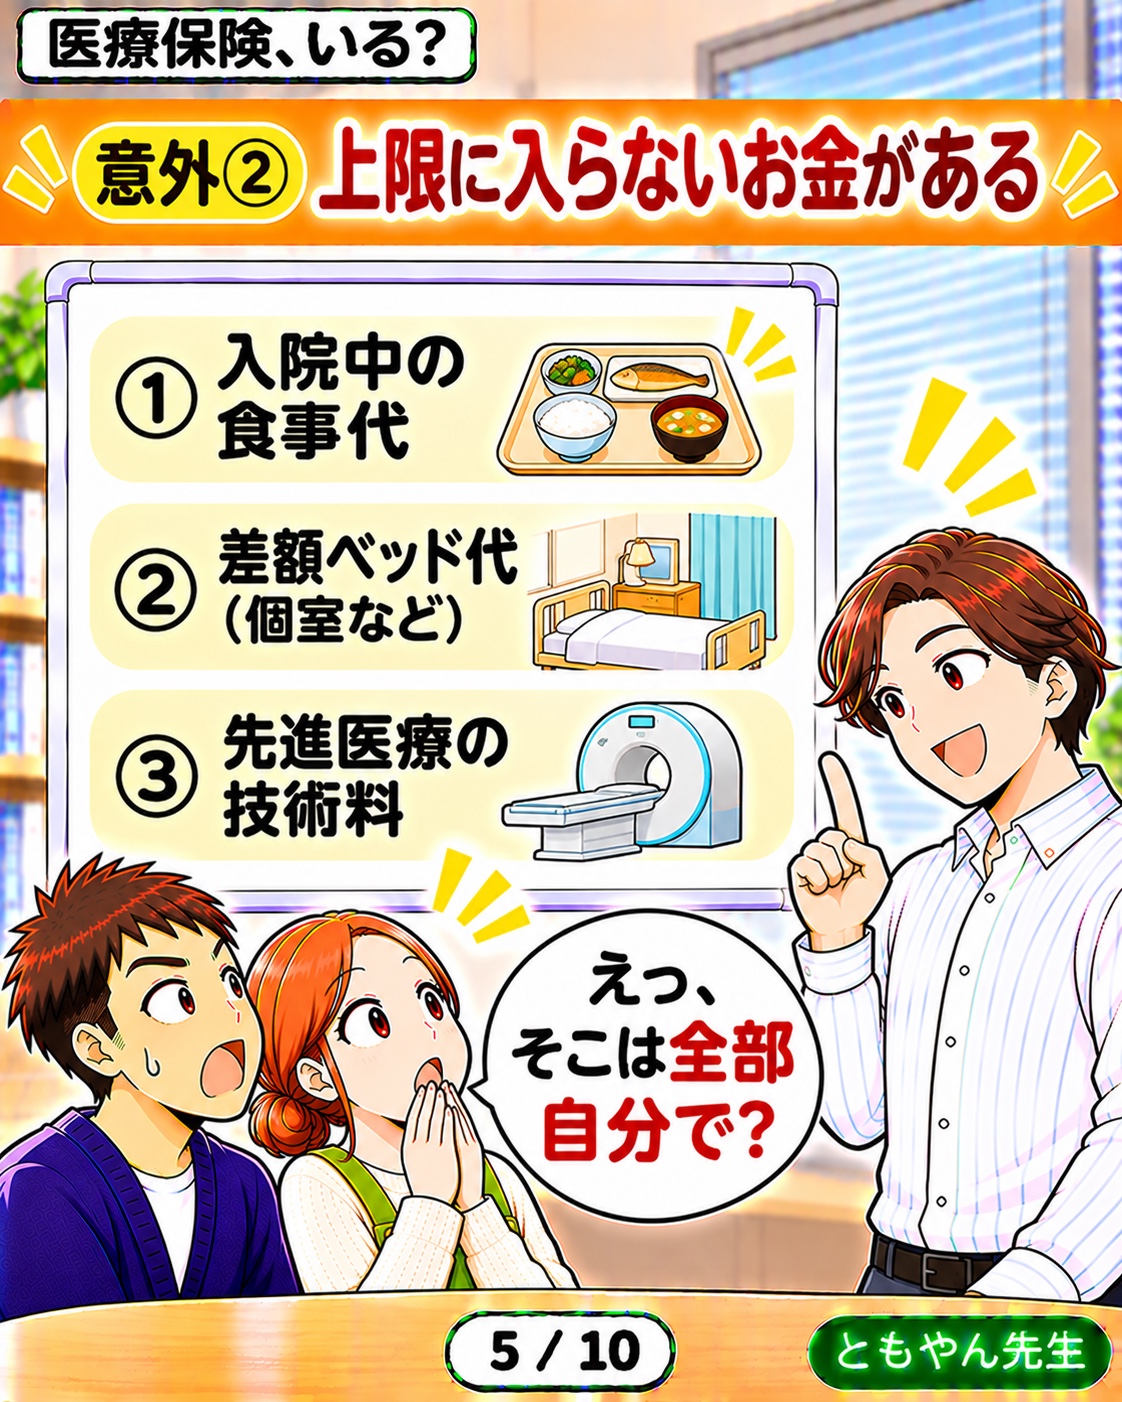 医療保険、いる?
意外② 上限に入らないお金がある
① 入院中の
食事代
② 差額ベッド代
(個室など)
③ 先進医療の
技術料
えっ、
そこは全部
自分で?
5 / 10
ともやん先生